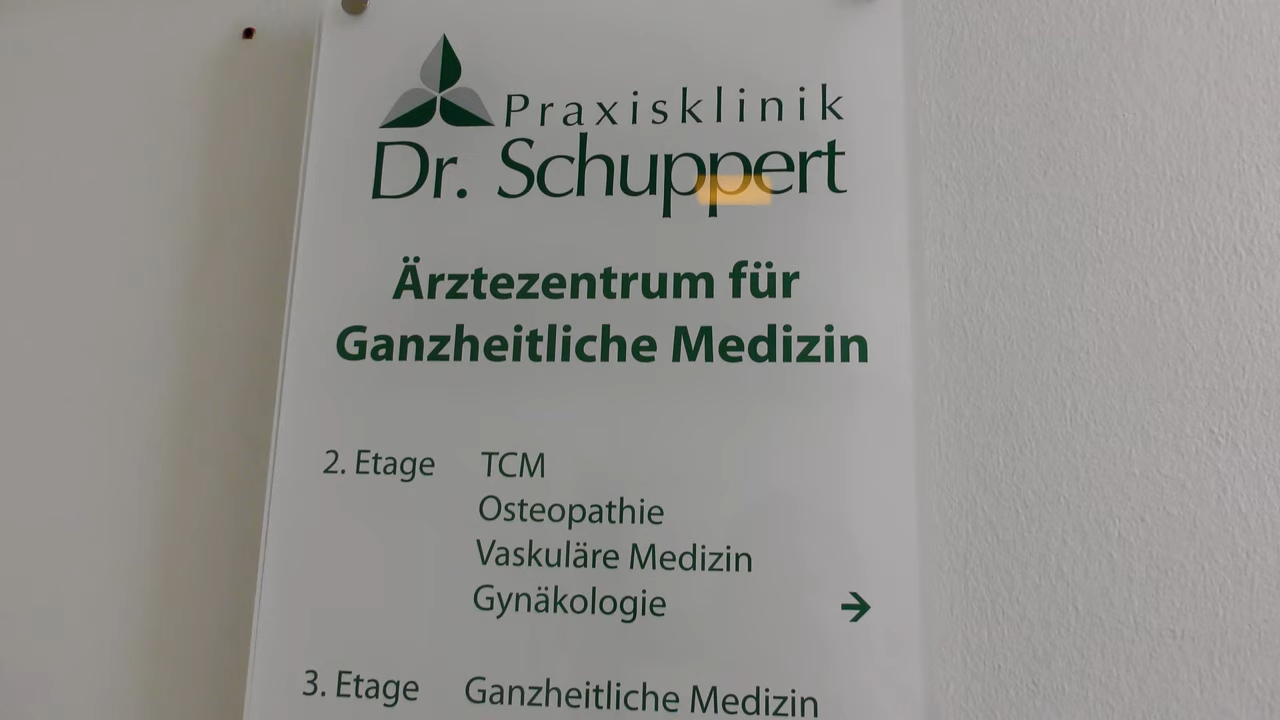 Praxisklinik
Dr. Schuppert
Ärztezentrum für
Ganzheitliche Medizin
2. Etage TCM
Osteopathie
Vaskuläre Medizin
Gynäkologie →
3. Etage Ganzheitliche Medizin